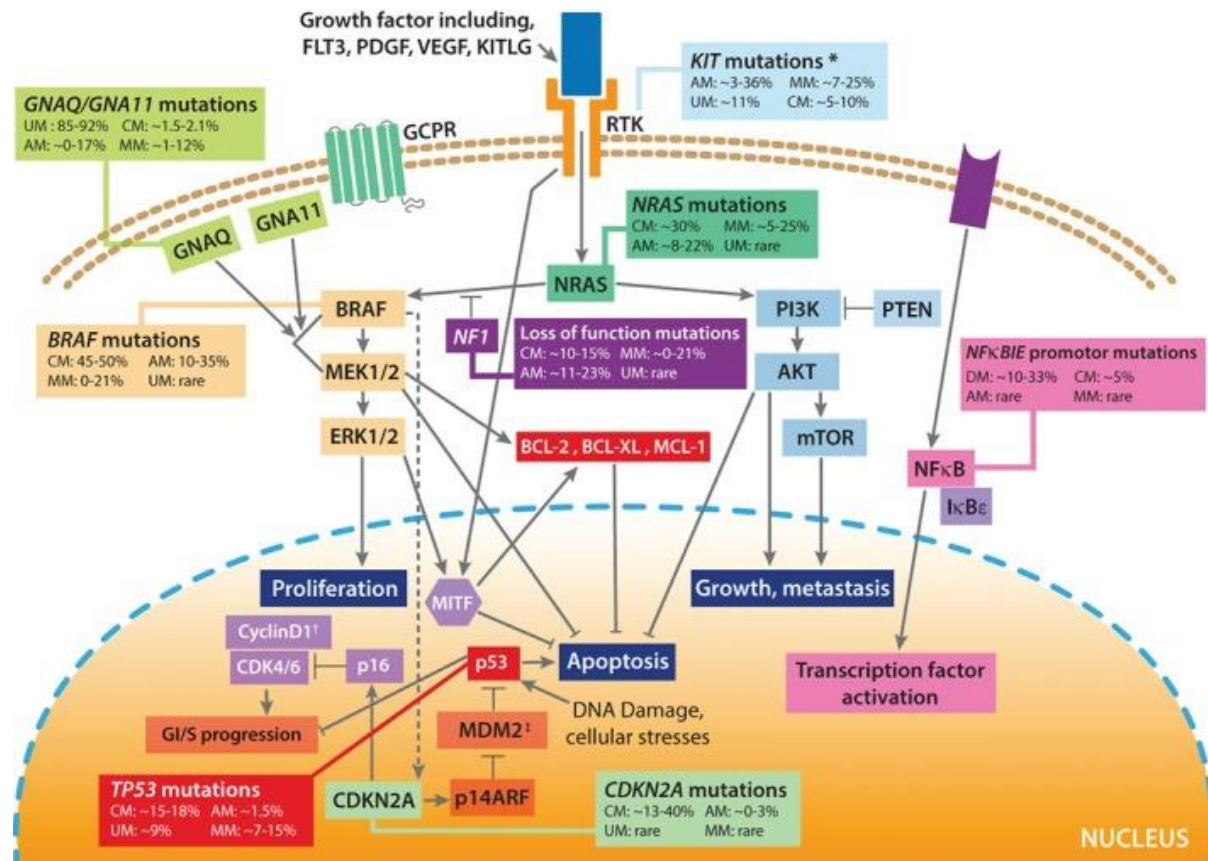 Growth factor including,
FLT3, PDGF, VEGF, KITLG
KIT mutations *
AM: ~3-36% MM: ~7-25%
UM: ~11% CM: ~5-10%
GNAQ/GNA11 mutations
UM : 85-92% CM: ~1.5-2.1%
AM: ~0-17% MM: ~1-12%
GCPR
RTK
GNAQ
GNA11
NRAS mutations
CM: ~30% MM: ~5-25%
AM: ~8-22% UM: rare
NRAS
BRAF
BRAF mutations
CM: 45-50% AM: 10-35%
MM: 0-21% UM: rare
NF1
Loss of function mutations
CM: ~10-15% MM: ~0-21%
AM: ~11-23% UM: rare
PI3K
PTEN
NFκBIE promotor mutations
DM: ~10-33% CM: ~5%
AM: rare MM: rare
MEK1/2
AKT
ERK1/2
BCL-2 , BCL-XL , MCL-1
mTOR
NFκB
IκBε
Proliferation
MITF
Growth, metastasis
CyclinD1†
CDK4/6
p16
p53
Apoptosis
Transcription factor
activation
GI/S progression
MDM2‡
DNA Damage,
cellular stresses
TP53 mutations
CM: ~15-18% AM: ~1.5%
UM: ~9% MM: ~7-15%
CDKN2A
p14ARF
CDKN2A mutations
CM: ~13-40% AM: ~0-3%
UM: rare MM: rare
NUCLEUS